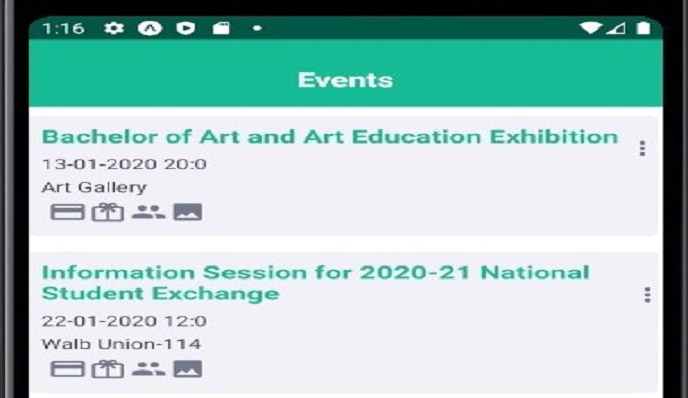 1:16
Events
Bachelor of Art and Art Education Exhibition
13-01-2020 20:0
Art Gallery
Information Session for 2020-21 National
Student Exchange
22-01-2020 12:0
Walb Union-114